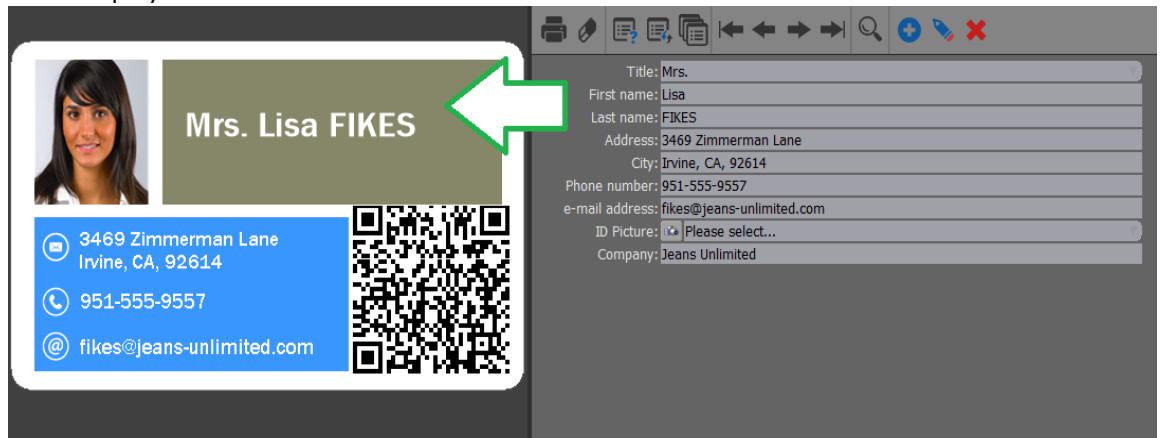 Mrs. Lisa FIKES
3469 Zimmerman Lane
Irvine, CA, 92614
951-555-9557
fikes@jeans-unlimited.com
Title: Mrs.
First name: Lisa
Last name: FIKES
Address: 3469 Zimmerman Lane
City: Irvine, CA, 92614
Phone number: 951-555-9557
e-mail address: fikes@jeans-unlimited.com
ID Picture: Please select...
Company: Jeans Unlimited